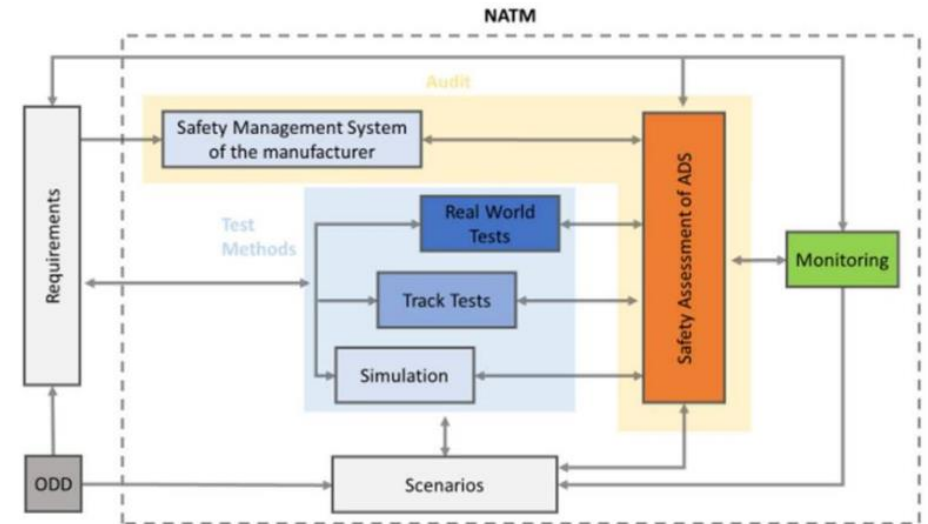 NATM
Audit
Safety Management System
of the manufacturer
Requirements
Test
Methods
Real World
Tests
Track Tests
Simulation
Safety Assessment of ADS
Monitoring
ODD
Scenarios